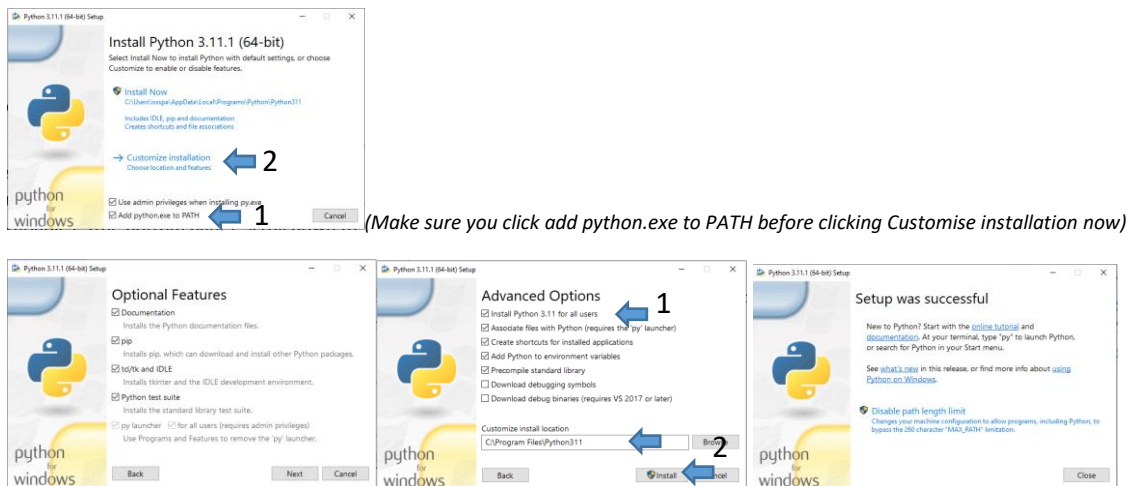 Python 3.11.1 (64-bit) Setup
Install Python 3.11.1 (64-bit)
Select Install Now to install Python with default settings, or choose
Customize to enable or disable features.
Install Now
C:\Users\osspa\AppData\Local\Programs\Python\Python311
Includes IDLE, pip and documentation
Creates shortcuts and file associations
→ Customize installation
Choose location and features
2
Use admin privileges when installing py.exe
Add python.exe to PATH
1
Cancel
python
for
windows
(Make sure you click add python.exe to PATH before clicking Customise installation now)
Python 3.11.1 (64-bit) Setup
Optional Features
Documentation
Installs the Python documentation files.
pip
Installs pip, which can download and install other Python packages.
td/tk and IDLE
Installs tkinter and the IDLE development environment.
Python test suite
Installs the standard library test suite.
py launcher for all users (requires admin privileges)
Use Programs and Features to remove the 'py' launcher.
python
for
windows
Back
Next
Cancel
Python 3.11.1 (64-bit) Setup
Advanced Options
Install Python 3.11 for all users
1
Associate files with Python (requires the 'py' launcher)
Create shortcuts for installed applications
Add Python to environment variables
Precompile standard library
Download debugging symbols
Download debug binaries (requires VS 2017 or later)
Customize install location
C:\Program Files\Python311
Browse
2
python
for
windows
Back
Install
Python 3.11.1 (64-bit) Setup
Setup was successful
New to Python? Start with the online tutorial and
documentation. At your terminal, type "py" to launch Python,
or search for Python in your Start menu.
See what's new in this release, or find more info about using
Python on Windows.
Disable path length limit
Changes your machine configuration to allow programs, including Python, to
bypass the 260 character "MAX_PATH" limitation.
python
for
windows
Close